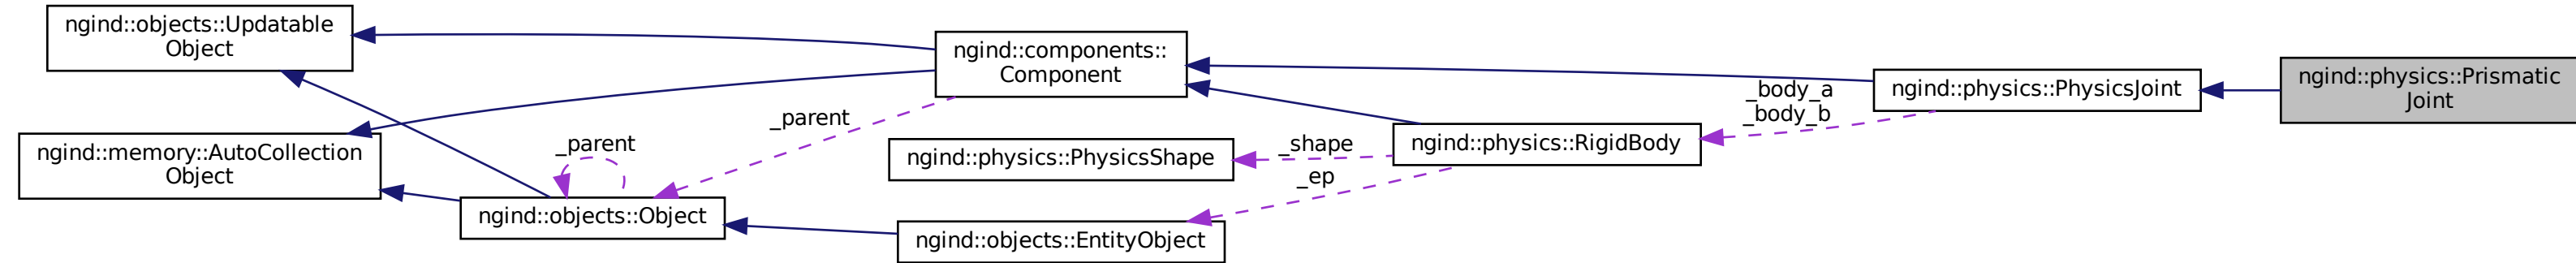 ngind::objects::Updatable
Object
ngind::memory::AutoCollection
Object
_parent
ngind::objects::Object
ngind::components::
Component
_parent
ngind::physics::PhysicsShape
ngind::objects::EntityObject
_shape
_ep
ngind::physics::RigidBody
_body_a
_body_b
ngind::physics::PhysicsJoint
ngind::physics::Prismatic
Joint